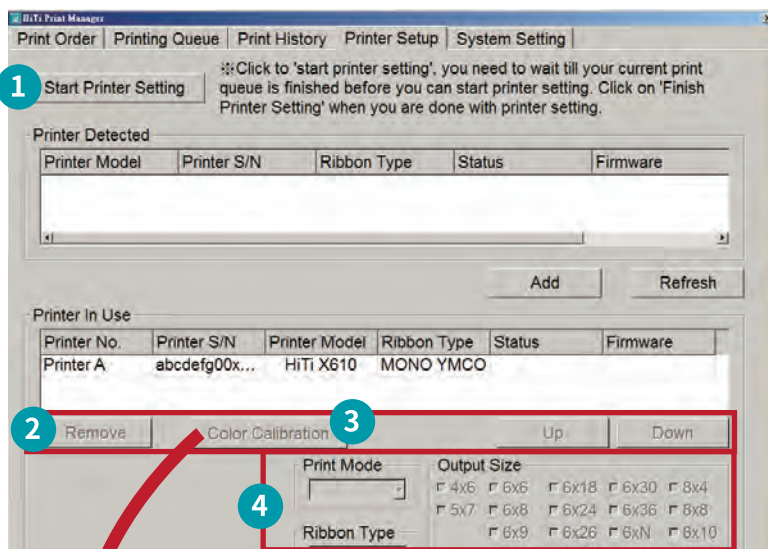 HiTi Print Manager
Print Order | Printing Queue | Print History | Printer Setup | System Setting
1
Start Printer Setting
※Click to 'start printer setting', you need to wait till your current print
queue is finished before you can start printer setting. Click on 'Finish
Printer Setting' when you are done with printer setting.
Printer Detected
Printer Model Printer S/N Ribbon Type Status Firmware
Add Refresh
Printer In Use
Printer No. Printer S/N Printer Model Ribbon Type Status Firmware
Printer A abcdefg00x... HiTi X610 MONO YMCO
2 Remove Color Calibration 3 Up Down
4
Print Mode Output Size
4x6 6x6 6x18 6x30 8x4
5x7 6x8 6x24 6x36 8x8
Ribbon Type 6x9 6x26 6xN 6x10